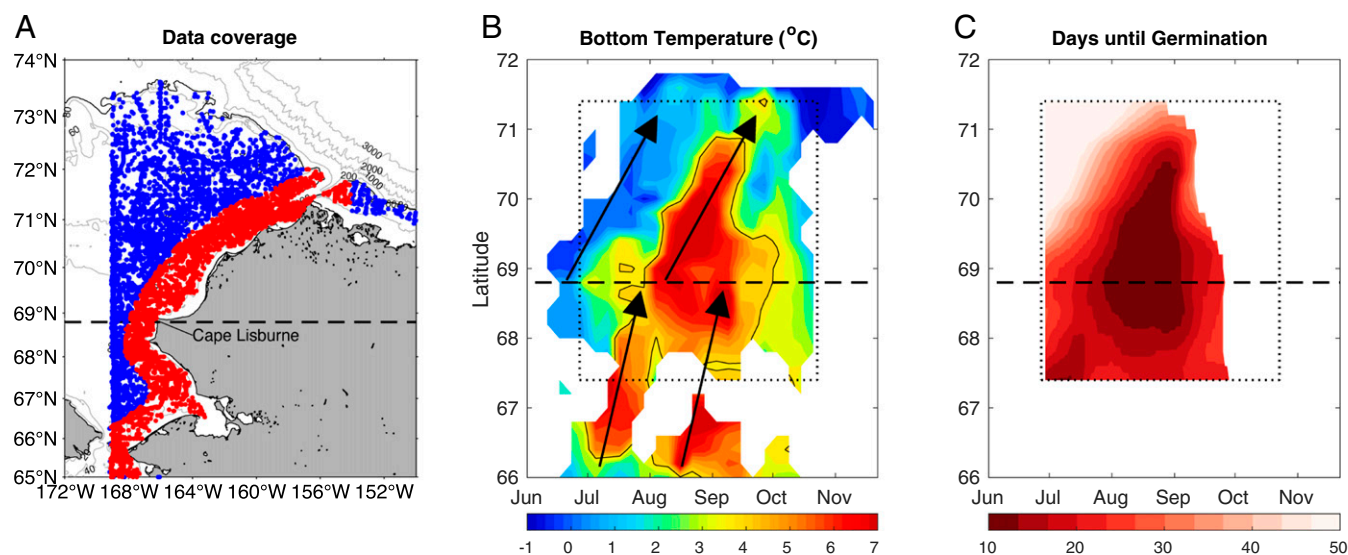 A
Data coverage
74°N
73°N
72°N
71°N
70°N
69°N
68°N
67°N
66°N
65°N
172°W 168°W 164°W 160°W 156°W 152°W
3000
2000
1000
200
80
60
40
Cape Lisburne
B
Bottom Temperature (°C)
Latitude
72
71
70
69
68
67
66
Jun Jul Aug Sep Oct Nov
-1 0 1 2 3 4 5 6 7
C
Days until Germination
72
71
70
69
68
67
66
Jun Jul Aug Sep Oct Nov
10 20 30 40 50